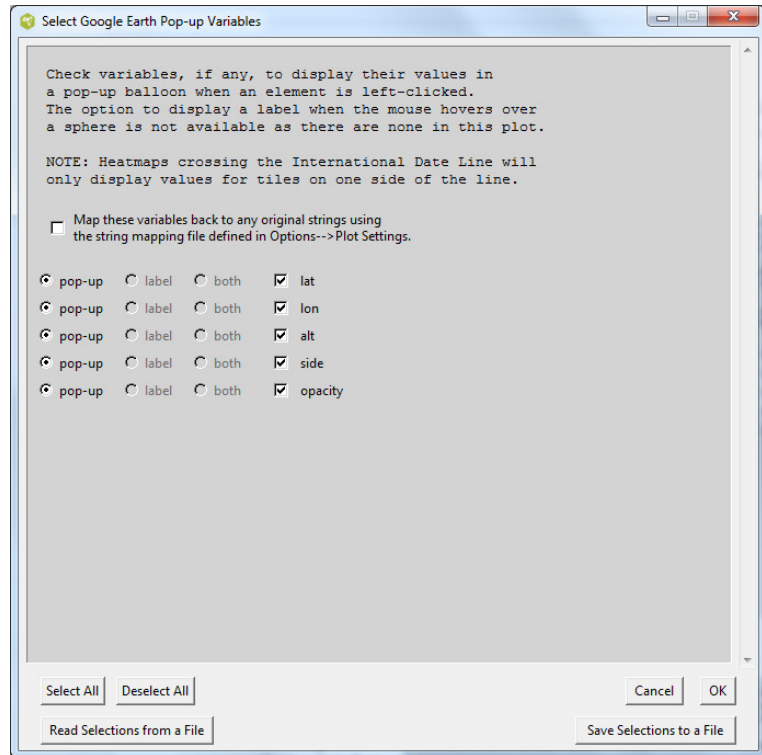 Select Google Earth Pop-up Variables
Check variables, if any, to display their values in
a pop-up balloon when an element is left-clicked.
The option to display a label when the mouse hovers over
a sphere is not available as there are none in this plot.
NOTE: Heatmaps crossing the International Date Line will
only display values for tiles on one side of the line.
Map these variables back to any original strings using
the string mapping file defined in Options-->Plot Settings.
pop-up label both lat
pop-up label both lon
pop-up label both alt
pop-up label both side
pop-up label both opacity
Select All Deselect All Cancel OK
Read Selections from a File Save Selections to a File